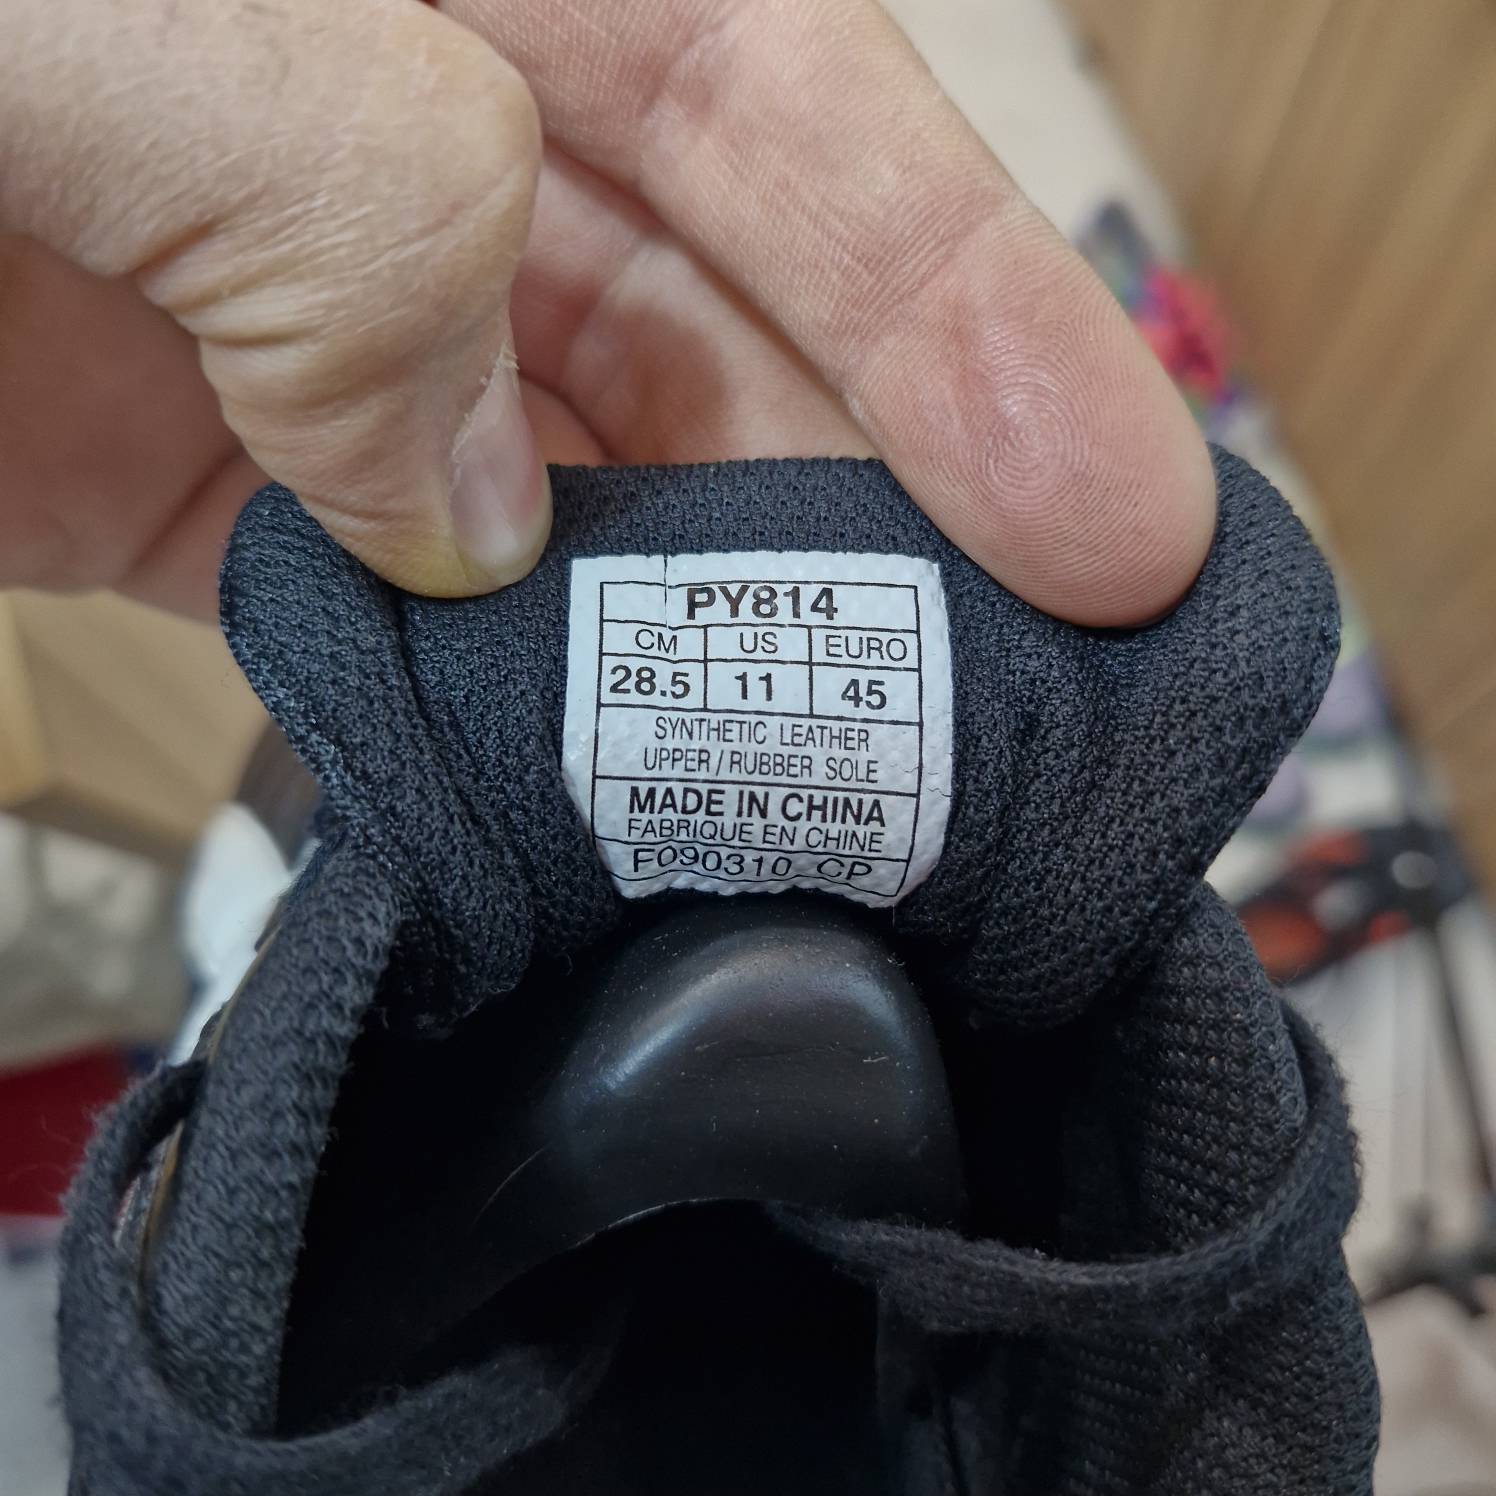 PY814
CM US EURO
28.5 11 45
SYNTHETIC LEATHER
UPPER / RUBBER SOLE
MADE IN CHINA
FABRIQUE EN CHINE
F090310 CP